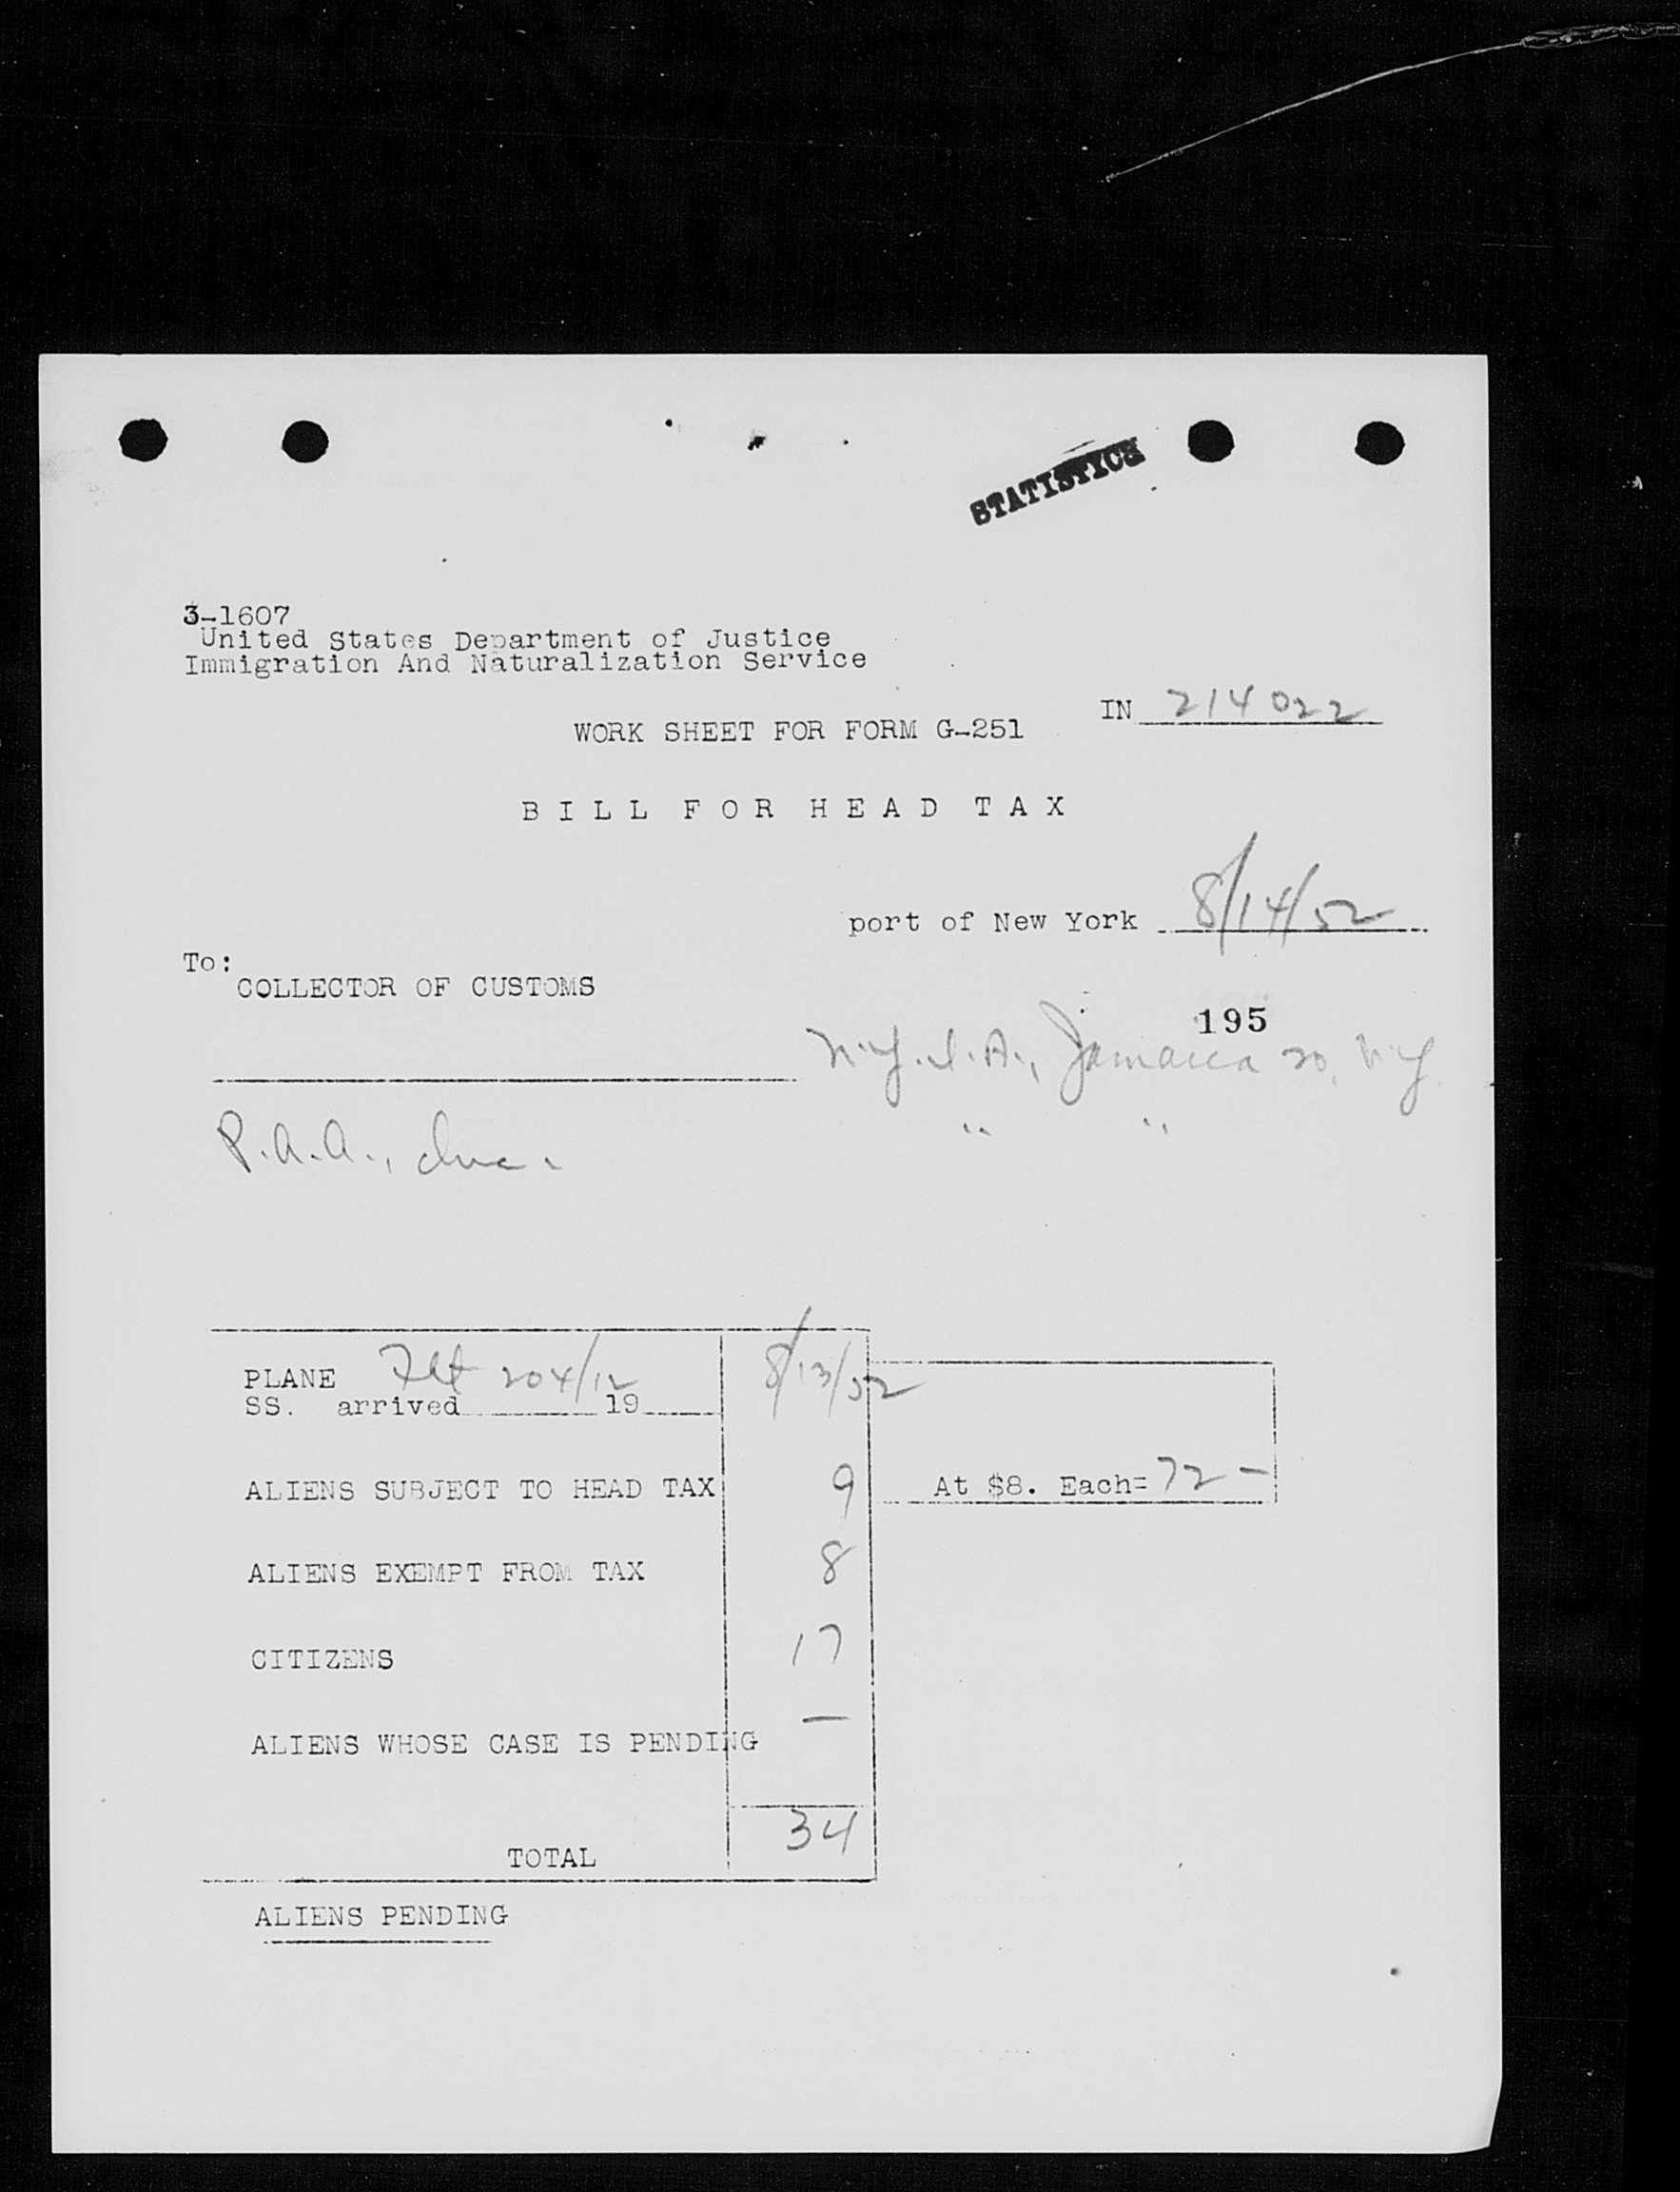 STATISTICS
3-1607
United States Department of Justice
Immigration And Naturalization Service
IN 214022
WORK SHEET FOR FORM G-251
BILL FOR HEAD TAX
port of New York 8/14/52
To:
COLLECTOR OF CUSTOMS
195
N.Y.I.A., Jamaica 30, N.Y.
P.A.A., Inc. " "
PLANE Flt 204/12 8/13/52
SS. arrived 19
ALIENS SUBJECT TO HEAD TAX 9 At $8. Each= 72 -
ALIENS EXEMPT FROM TAX 8
CITIZENS 17
ALIENS WHOSE CASE IS PENDING —
TOTAL 34
ALIENS PENDING